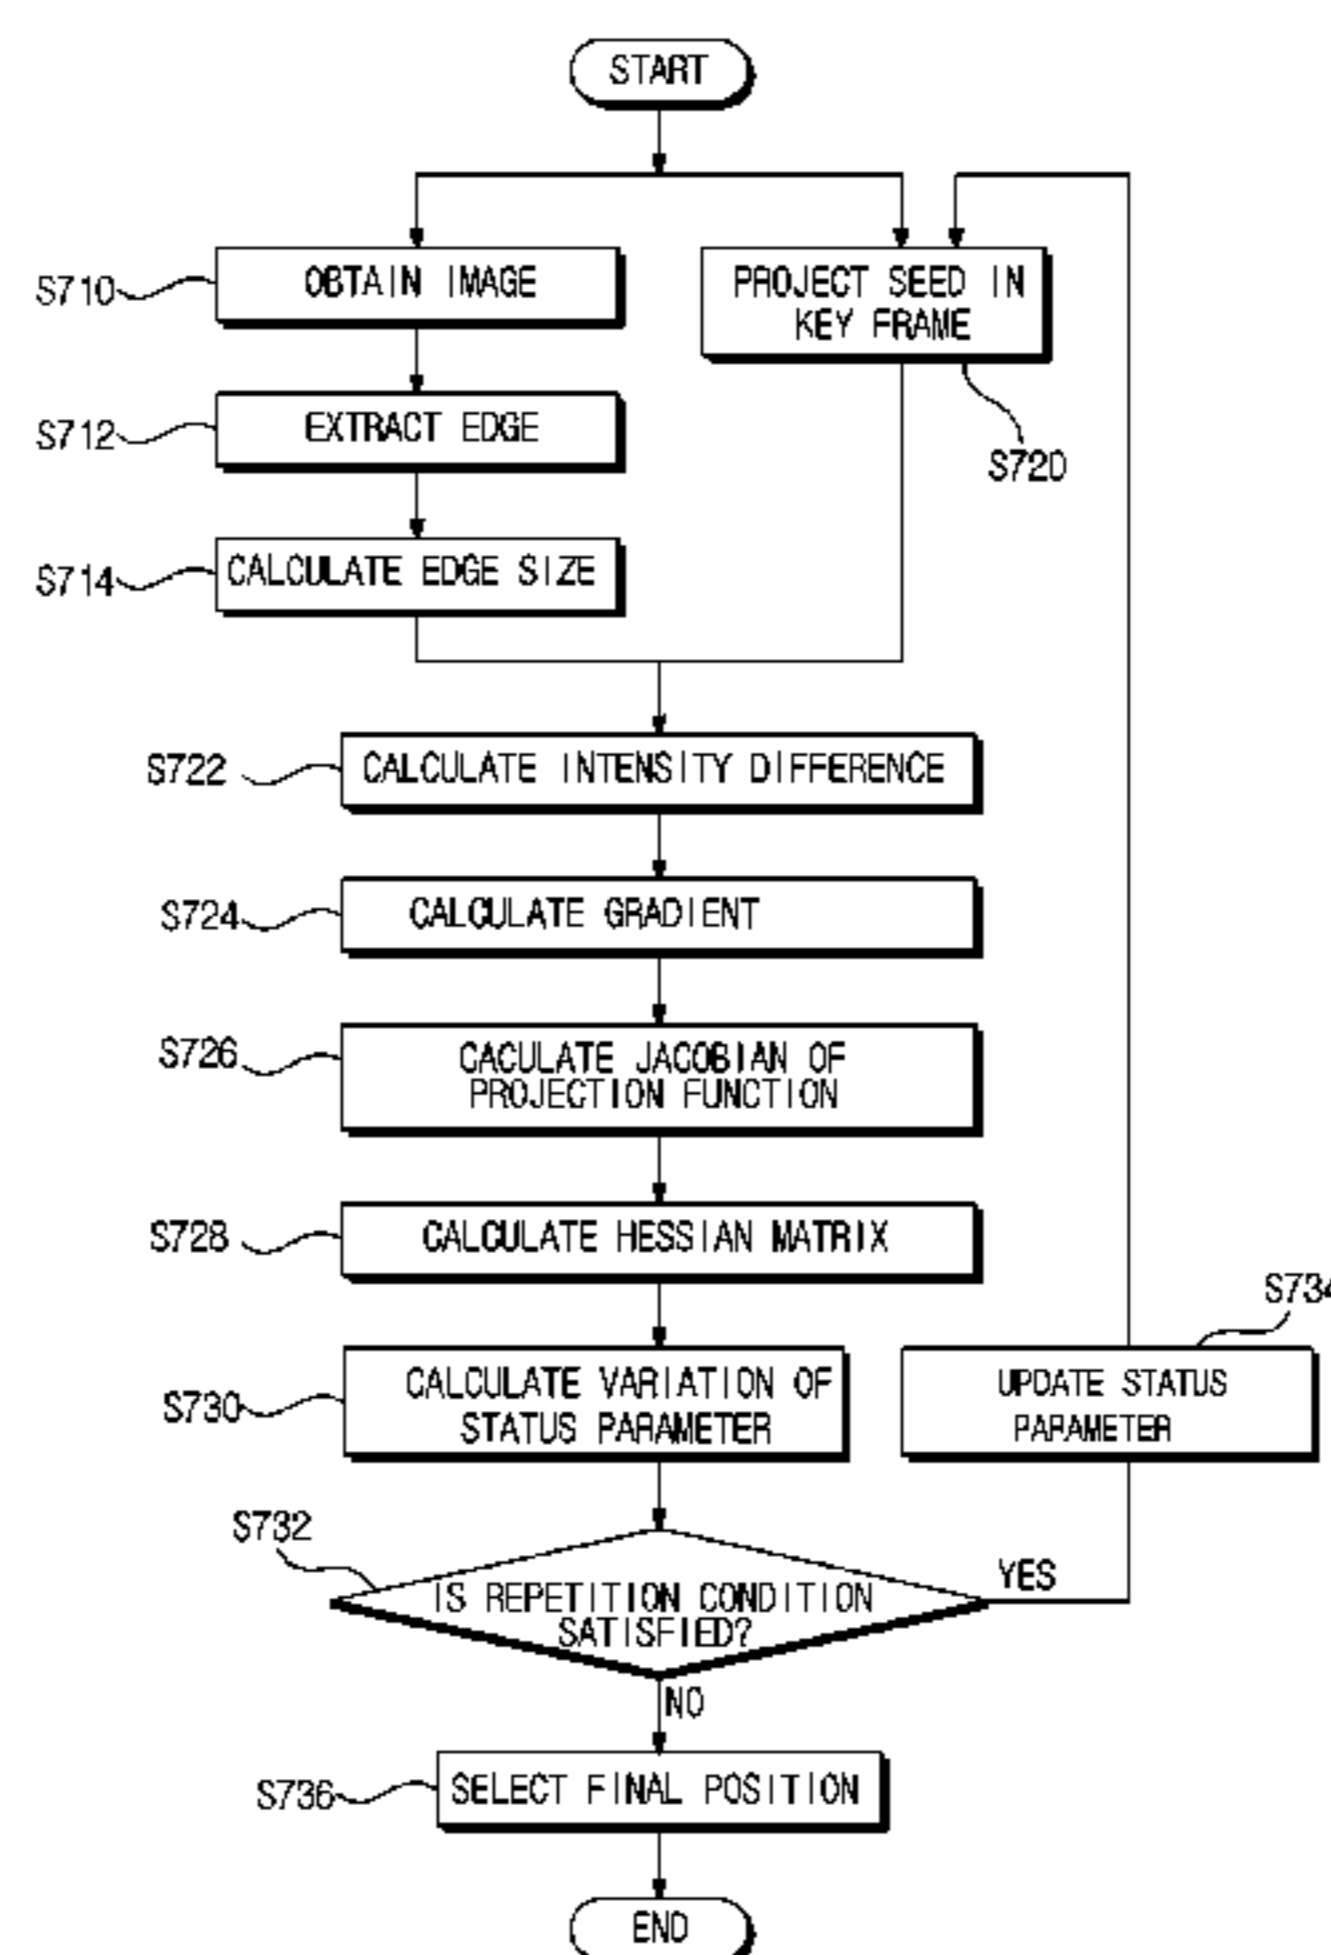 START
S710
OBTAIN IMAGE
PROJECT SEED IN
KEY FRAME
S712
EXTRACT EDGE
S720
S714
CALCULATE EDGE SIZE
S722
CALCULATE INTENSITY DIFFERENCE
S724
CALCULATE GRADIENT
S726
CACULATE JACOBIAN OF
PROJECTION FUNCTION
S728
CALCULATE HESSIAN MATRIX
S734
S730
CALCULATE VARIATION OF
STATUS PARAMETER
UPDATE STATUS
PARAMETER
S732
IS REPETITION CONDITION
SATISFIED?
YES
NO
S736
SELECT FINAL POSITION
END